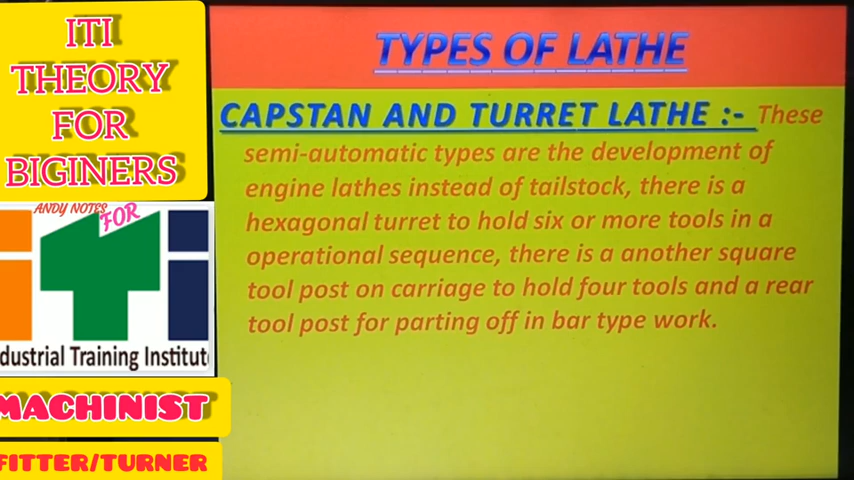 ITI
THEORY
FOR
BIGINERS
ANDY NOTES
FOR
iTi
dustrial Training Institut
MACHINIST
FITTER/TURNER
TYPES OF LATHE
CAPSTAN AND TURRET LATHE :- These
semi-automatic types are the development of
engine lathes instead of tailstock, there is a
hexagonal turret to hold six or more tools in a
operational sequence, there is a another square
tool post on carriage to hold four tools and a rear
tool post for parting off in bar type work.